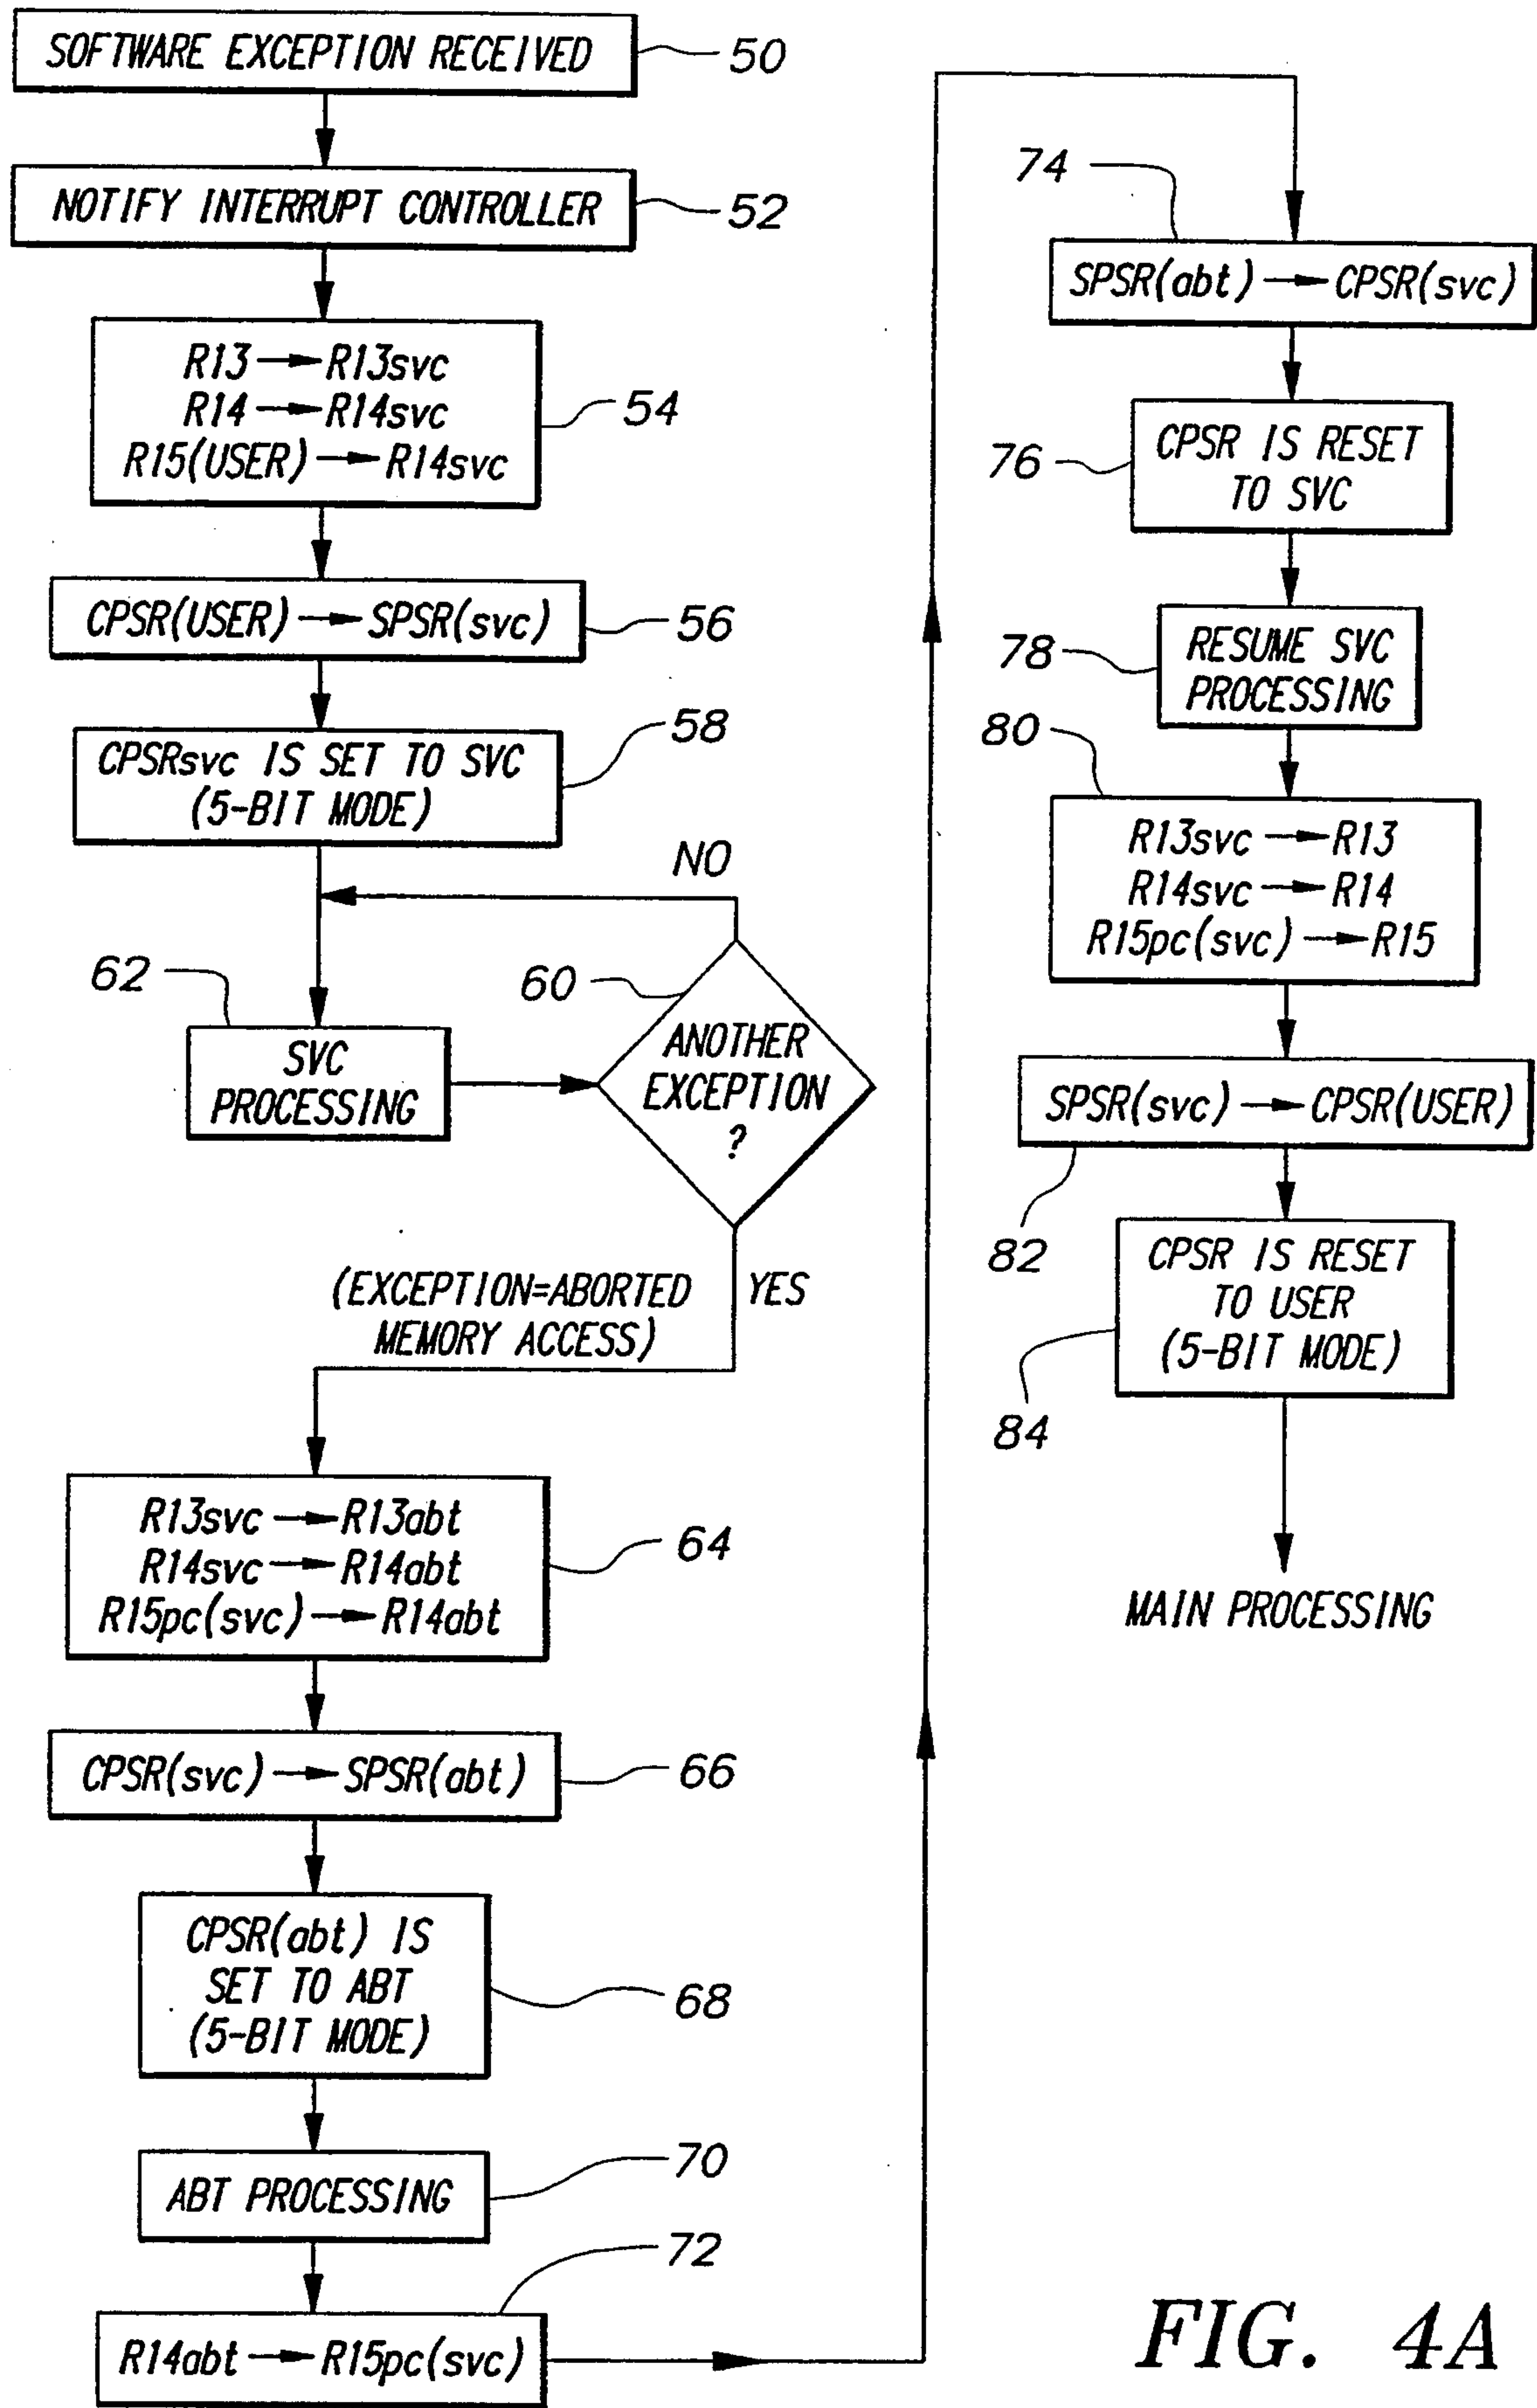 SOFTWARE EXCEPTION RECEIVED
50
NOTIFY INTERRUPT CONTROLLER
52
R13 → R13svc
R14 → R14svc
R15(USER) → R14svc
54
CPSR(USER) → SPSR(svc)
56
CPSRsvc IS SET TO SVC
(5-BIT MODE)
58
NO
62
SVC
PROCESSING
60
ANOTHER
EXCEPTION
?
(EXCEPTION=ABORTED
MEMORY ACCESS)
YES
R13svc → R13abt
R14svc → R14abt
R15pc(svc) → R14abt
64
CPSR(svc) → SPSR(abt)
66
CPSR(abt) IS
SET TO ABT
(5-BIT MODE)
68
ABT PROCESSING
70
72
R14abt → R15pc(svc)
74
SPSR(abt) → CPSR(svc)
CPSR IS RESET
TO SVC
76
RESUME SVC
PROCESSING
78
80
R13svc → R13
R14svc → R14
R15pc(svc) → R15
SPSR(svc) → CPSR(USER)
82
CPSR IS RESET
TO USER
(5-BIT MODE)
84
MAIN PROCESSING
FIG. 4A